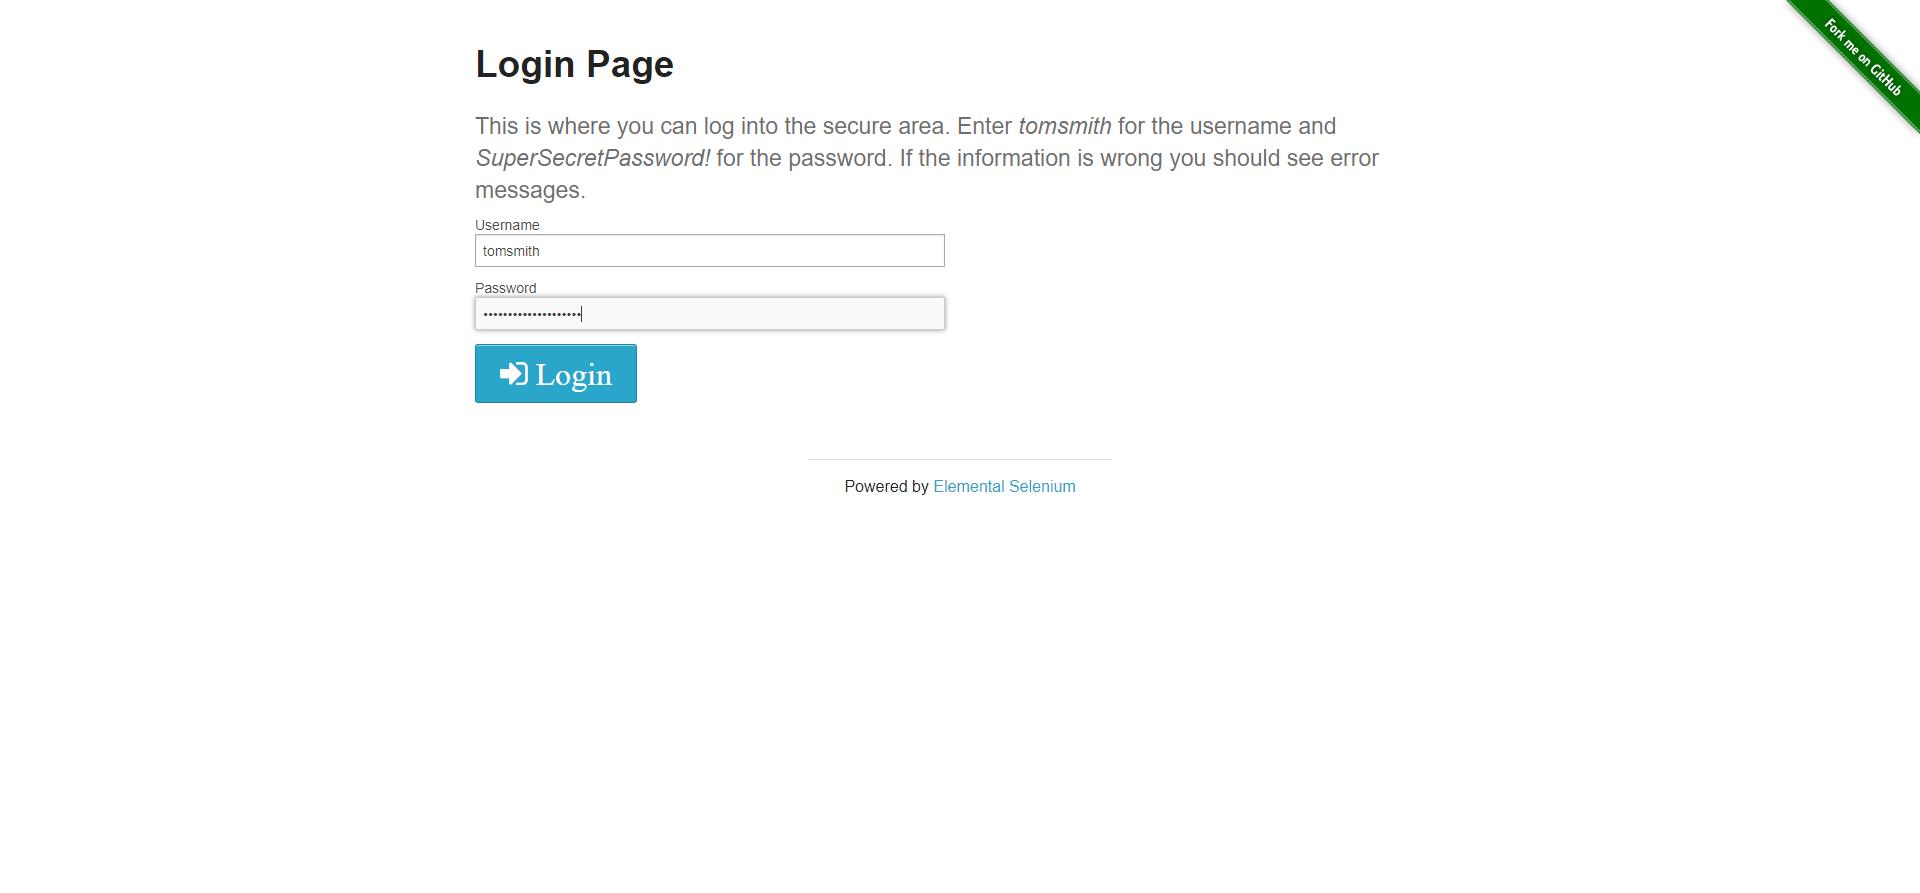 Fork me on GitHub
Login Page
This is where you can log into the secure area. Enter tomsmith for the username and
SuperSecretPassword! for the password. If the information is wrong you should see error
messages.
Username
tomsmith
Password
••••••••••••••••••••
Login
Powered by Elemental Selenium